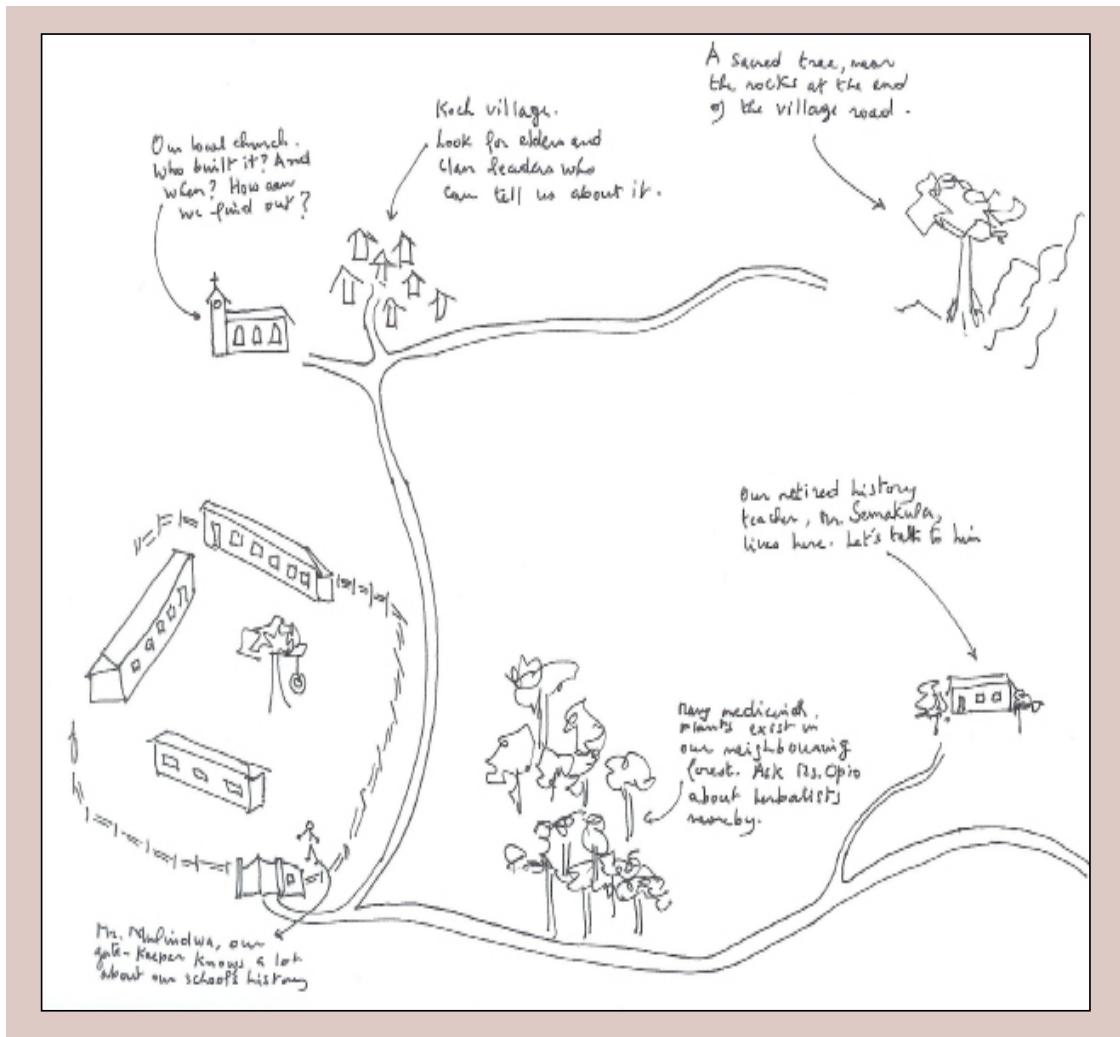 A sacred tree, near
the rocks at the end
of the village road.
Koch village.
Look for elders and
clan leaders who
can tell us about it.
Our local church.
Who built it? And
when? How can
we find out?
Our retired history
teacher, Mr. Semakula,
lives here. Let's talk to him
Many medicinal
plants exist in
our neighbouring
forest. Ask Ms. Opio
about herbalists
nearby.
Mr. Mulindwa, our
gate-keeper knows a lot
about our school's history